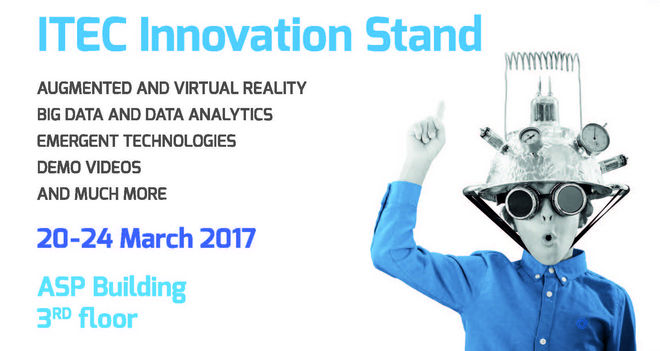 ITEC Innovation Stand
AUGMENTED AND VIRTUAL REALITY
BIG DATA AND DATA ANALYTICS
EMERGENT TECHNOLOGIES
DEMO VIDEOS
AND MUCH MORE
20-24 March 2017
ASP Building
3RD floor